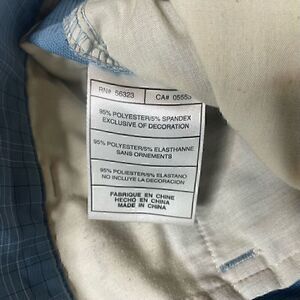 RN# 56323 CA# 05553
95% POLYESTER/5% SPANDEX
EXCLUSIVE OF DECORATION
95% POLYESTER/5% ELASTHANNE
SANS ORNEMENTS
95% POLYESTER/5% ELASTANO
NO INCLUYE LA DECORACION
FABRIQUE EN CHINE
HECHO EN CHINA
MADE IN CHINA